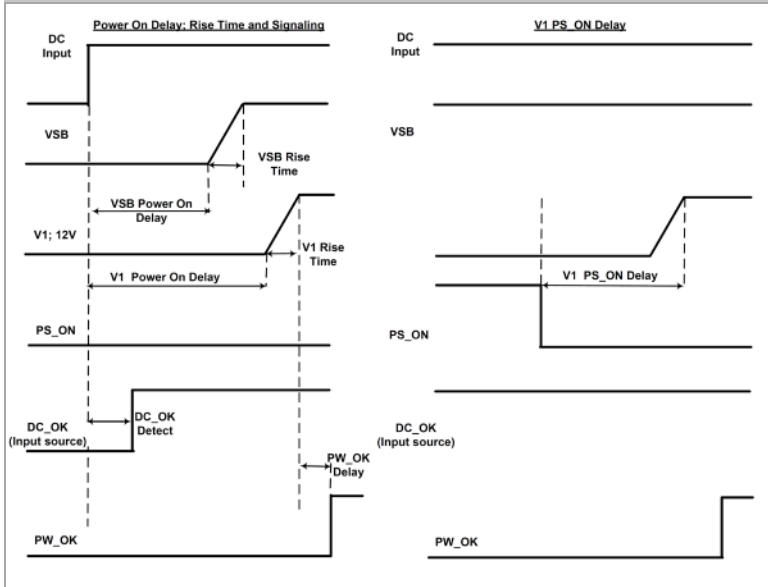 Power On Delay; Rise Time and Signaling
DC
Input
VSB
VSB Rise
Time
VSB Power On
Delay
V1; 12V
V1 Rise
Time
V1  Power On Delay
PS_ON
DC_OK
Detect
DC_OK
(Input source)
PW_OK
Delay
PW_OK
V1 PS_ON Delay
DC
Input
VSB
V1  PS_ON Delay
PS_ON
DC_OK
(Input source)
PW_OK